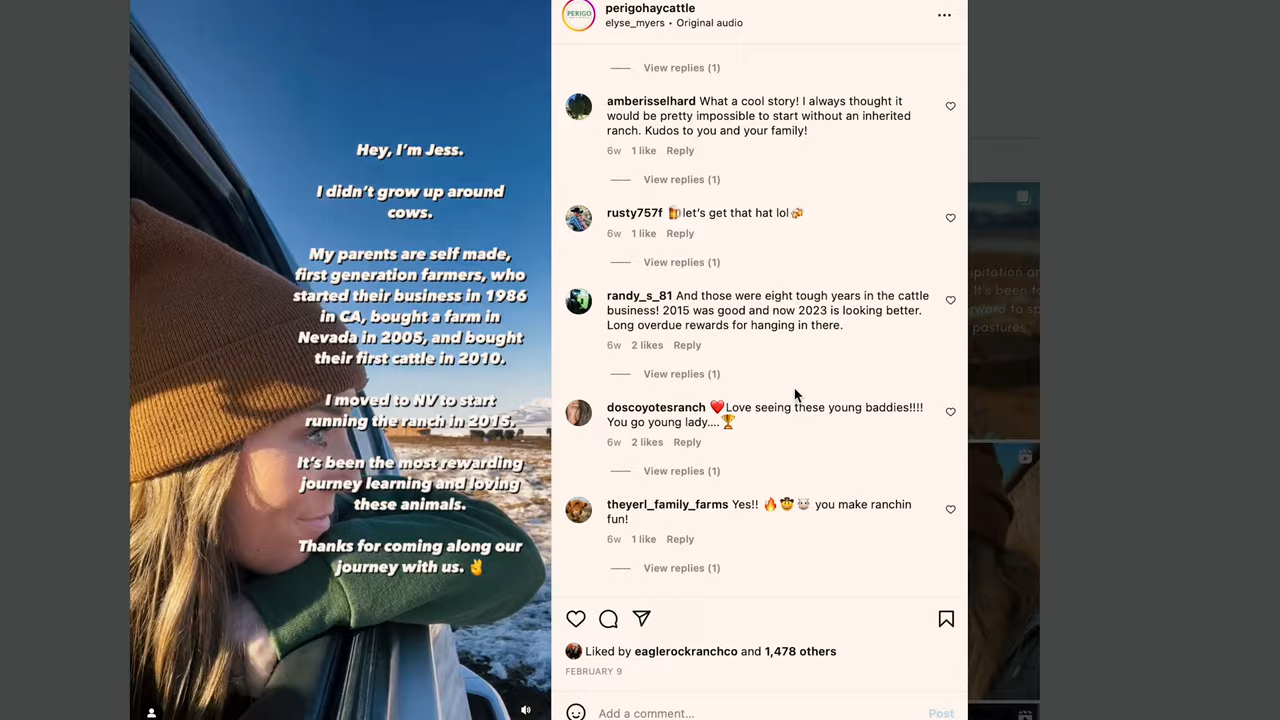 Hey, I'm Jess.
I didn't grow up around
cows.
My parents are self made,
first generation farmers, who
started their business in 1986
in CA, bought a farm in
Nevada in 2005, and bought
their first cattle in 2010.
I moved to NV to start
running the ranch in 2015.
It's been the most rewarding
journey learning and loving
these animals.
Thanks for coming along our
journey with us. ✌️
PERIGO
perigohaycattle
elyse_myers • Original audio
View replies (1)
amberisselhard What a cool story! I always thought it
would be pretty impossible to start without an inherited
ranch. Kudos to you and your family!
6w 1 like Reply
View replies (1)
rusty757f 🍺let's get that hat lol🍻
6w 1 like Reply
View replies (1)
randy_s_81 And those were eight tough years in the cattle
business! 2015 was good and now 2023 is looking better.
Long overdue rewards for hanging in there.
6w 2 likes Reply
View replies (1)
doscoyotesranch ❤️Love seeing these young baddies!!!!
You go young lady....🏆
6w 2 likes Reply
View replies (1)
theyerl_family_farms Yes!! 🔥🤠🐮 you make ranchin
fun!
6w 1 like Reply
View replies (1)
Liked by eaglerockranchco and 1,478 others
FEBRUARY 9
Add a comment...
Post
pitation an
It's been t
rward to sp
pastures.